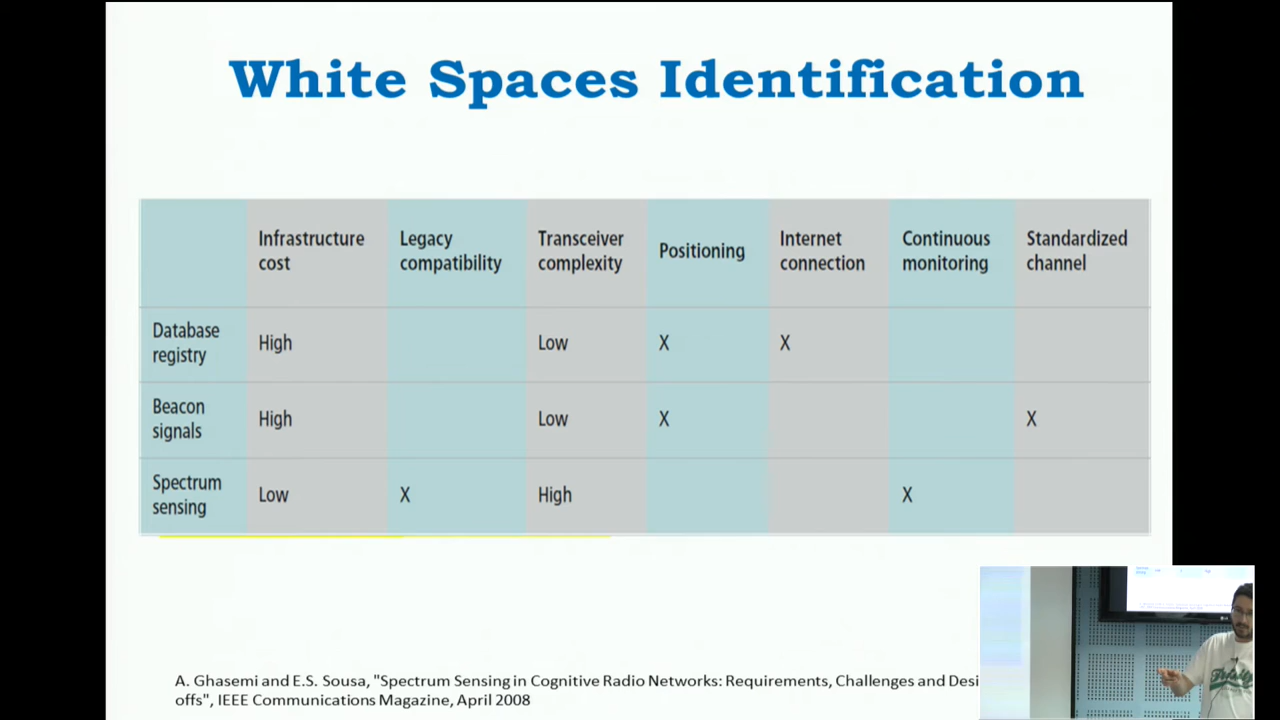 White Spaces Identification
Infrastructure cost | Legacy compatibility | Transceiver complexity | Positioning | Internet connection | Continuous monitoring | Standardized channel
Database registry | High | | Low | X | X | |
Beacon signals | High | | Low | X | | | X
Spectrum sensing | Low | X | High | | | X |
A. Ghasemi and E.S. Sousa, "Spectrum Sensing in Cognitive Radio Networks: Requirements, Challenges and Desi
offs", IEEE Communications Magazine, April 2008